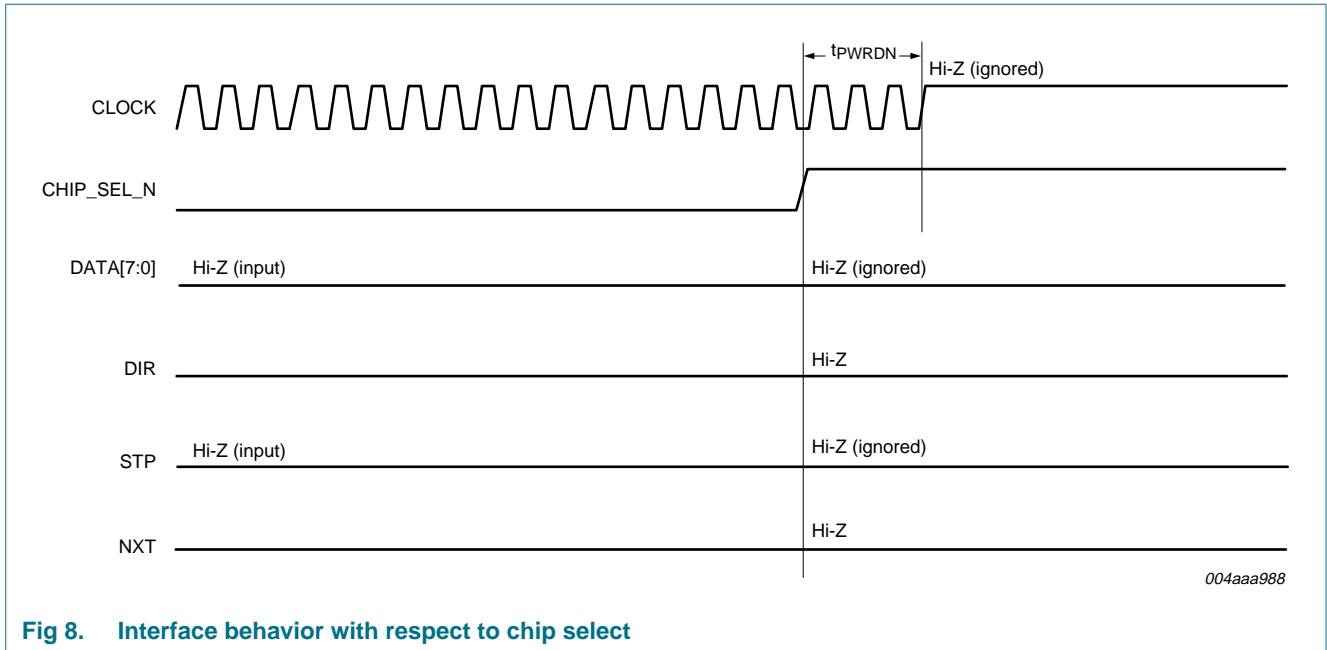 tPWRDN
Hi-Z (ignored)
CLOCK
CHIP_SEL_N
DATA[7:0] Hi-Z (input) Hi-Z (ignored)
DIR Hi-Z
STP Hi-Z (input) Hi-Z (ignored)
NXT Hi-Z
004aaa988
Fig 8. Interface behavior with respect to chip select